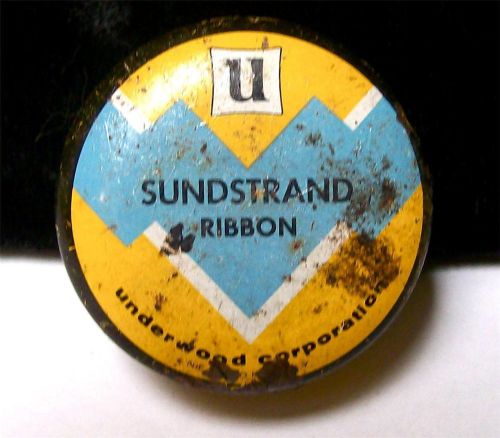 u
SUNDSTRAND
RIBBON
underwood corporation